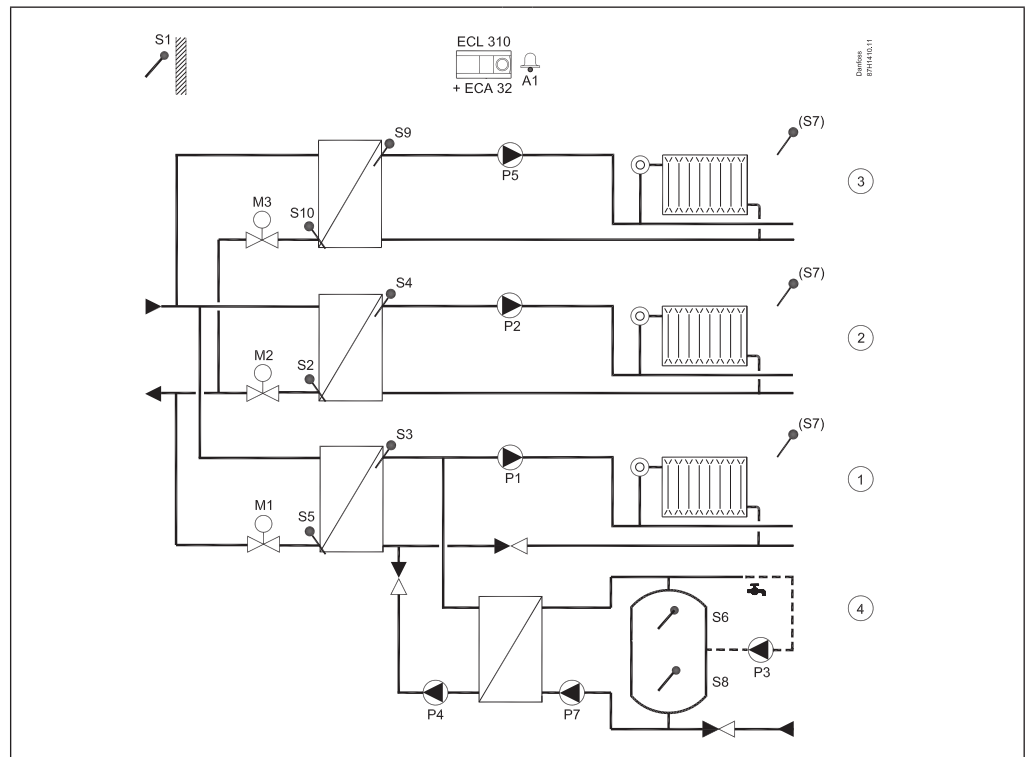 S1
ECL 310
A1
+ ECA 32
Danfoss
87H1410.11
S9
P5
(S7)
3
M3
S10
S4
P2
(S7)
2
M2
S2
S3
P1
(S7)
1
M1
S5
4
S6
S8
P3
P4
P7